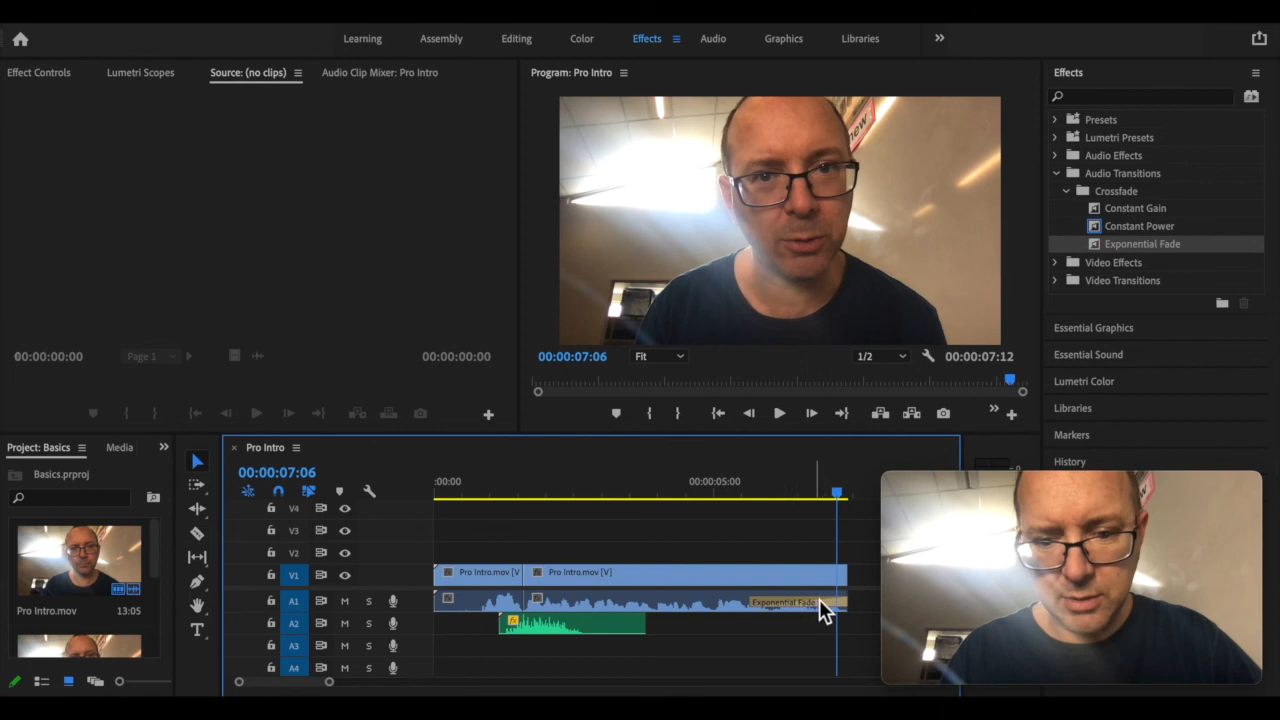 Learning Assembly Editing Color Effects Audio Graphics Libraries
Effect Controls Lumetri Scopes Source: (no clips) Audio Clip Mixer: Pro Intro
Program: Pro Intro
Effects
new
Presets
Lumetri Presets
Audio Effects
Audio Transitions
Crossfade
Constant Gain
Constant Power
Exponential Fade
Video Effects
Video Transitions
Essential Graphics
Essential Sound
Lumetri Color
Libraries
Markers
History
00:00:00:00 Page 1 00:00:00:00
00:00:07:06 Fit 1/2 00:00:07:12
Project: Basics Media
Basics.prproj
Pro Intro.mov 13:05
Pro Intro
00:00:07:06
:00:00 00:00:05:00
V4
V3
V2
V1 Pro Intro.mov [V Pro Intro.mov [V]
A1 M S Exponential Fade
A2 M S fx
A3 M S
A4 M S